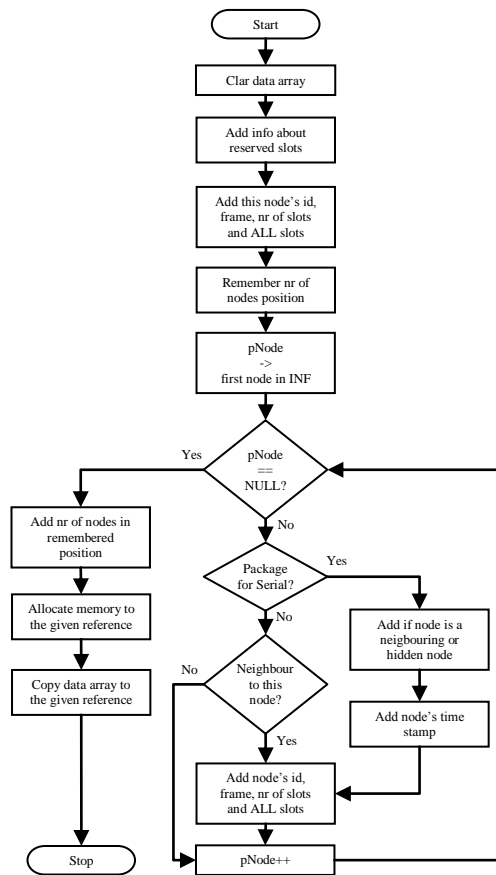 Start
Clar data array
Add info about
reserved slots
Add this node's id,
frame, nr of slots
and ALL slots
Remember nr of
nodes position
pNode
->
first node in INF
Yes
pNode
==
NULL?
No
Add nr of nodes in
remembered
position
Package
for Serial?
Yes
No
Allocate memory to
the given reference
Add if node is a
neigbouring or
hidden node
Copy data array to
the given reference
No
Neighbour
to this
node?
Yes
Add node's time
stamp
Add node's id,
frame, nr of slots
and ALL slots
Stop
pNode++